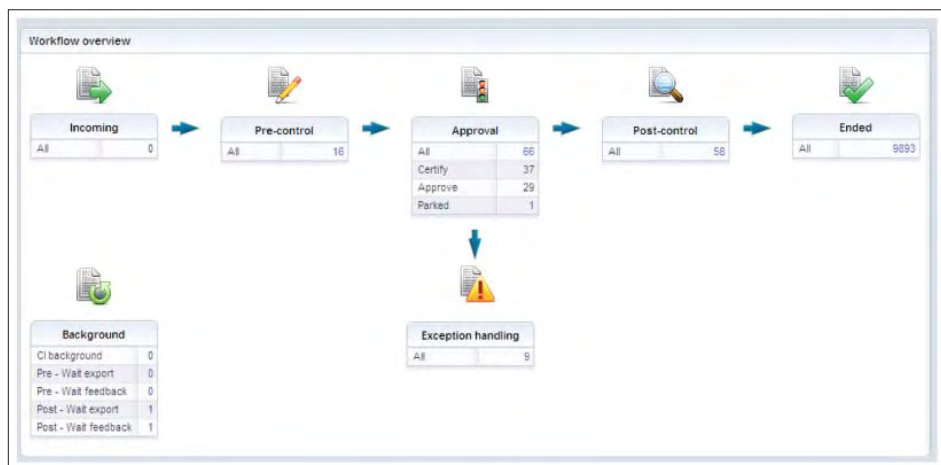 Workflow overview
Incoming
All 0
Pre-control
All 16
Approval
All 66
Certify 37
Approve 29
Parked 1
Post-control
All 58
Ended
All 9893
Background
CI background 0
Pre - Wait export 0
Pre - Wait feedback 0
Post - Wait export 1
Post - Wait feedback 1
Exception handling
All 9